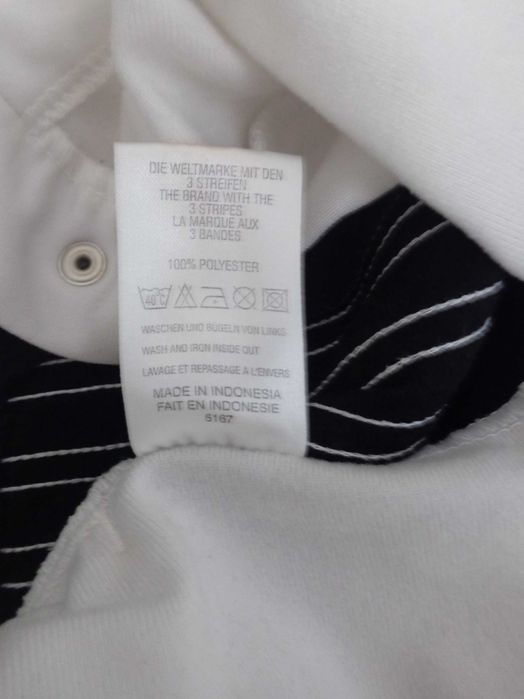 DIE WELTMARKE MIT DEN
3 STREIFEN
THE BRAND WITH THE
3 STRIPES
LA MARQUE AUX
3 BANDES
100% POLYESTER
40°C
WASCHEN UND BÜGELN VON LINKS
WASH AND IRON INSIDE OUT
LAVAGE ET REPASSAGE A L'ENVERS
MADE IN INDONESIA
FAIT EN INDONESIE
5167